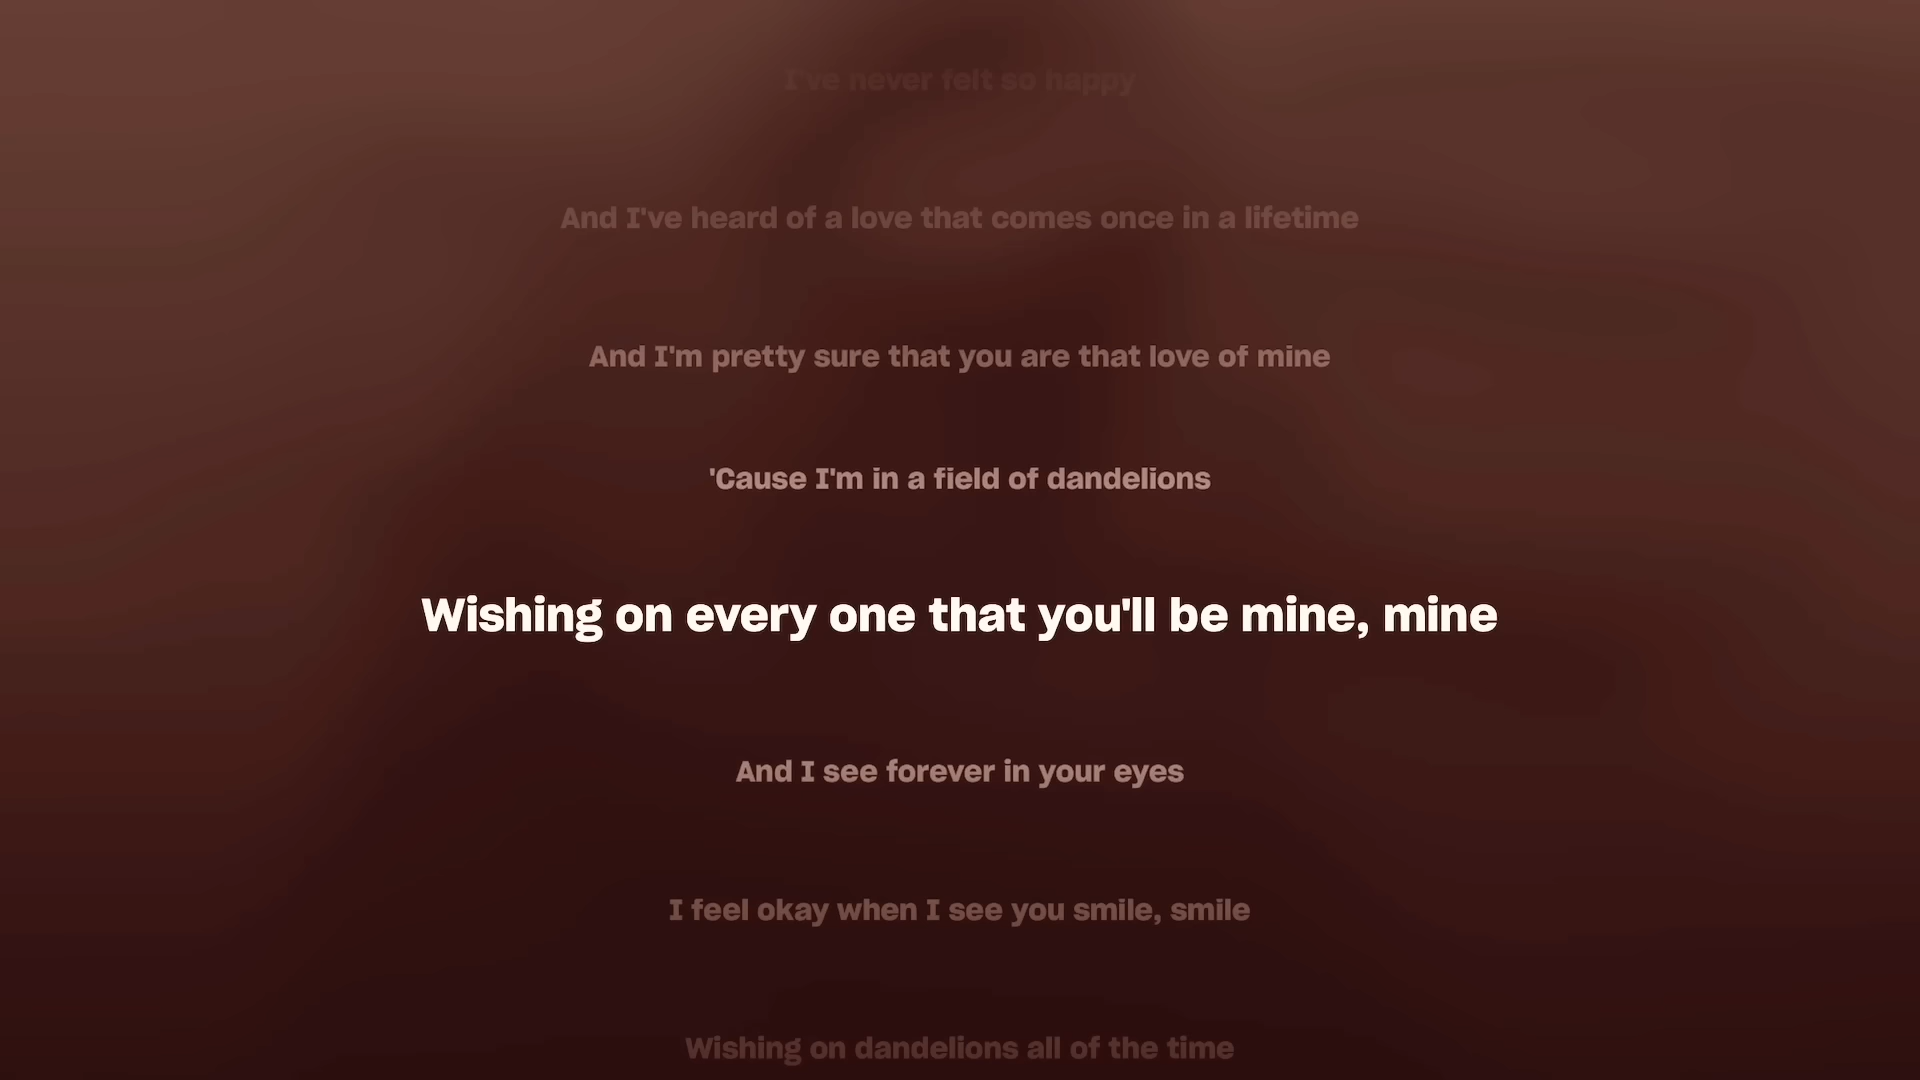 I've never felt so happy
And I've heard of a love that comes once in a lifetime
And I'm pretty sure that you are that love of mine
'Cause I'm in a field of dandelions
Wishing on every one that you'll be mine, mine
And I see forever in your eyes
I feel okay when I see you smile, smile
Wishing on dandelions all of the time